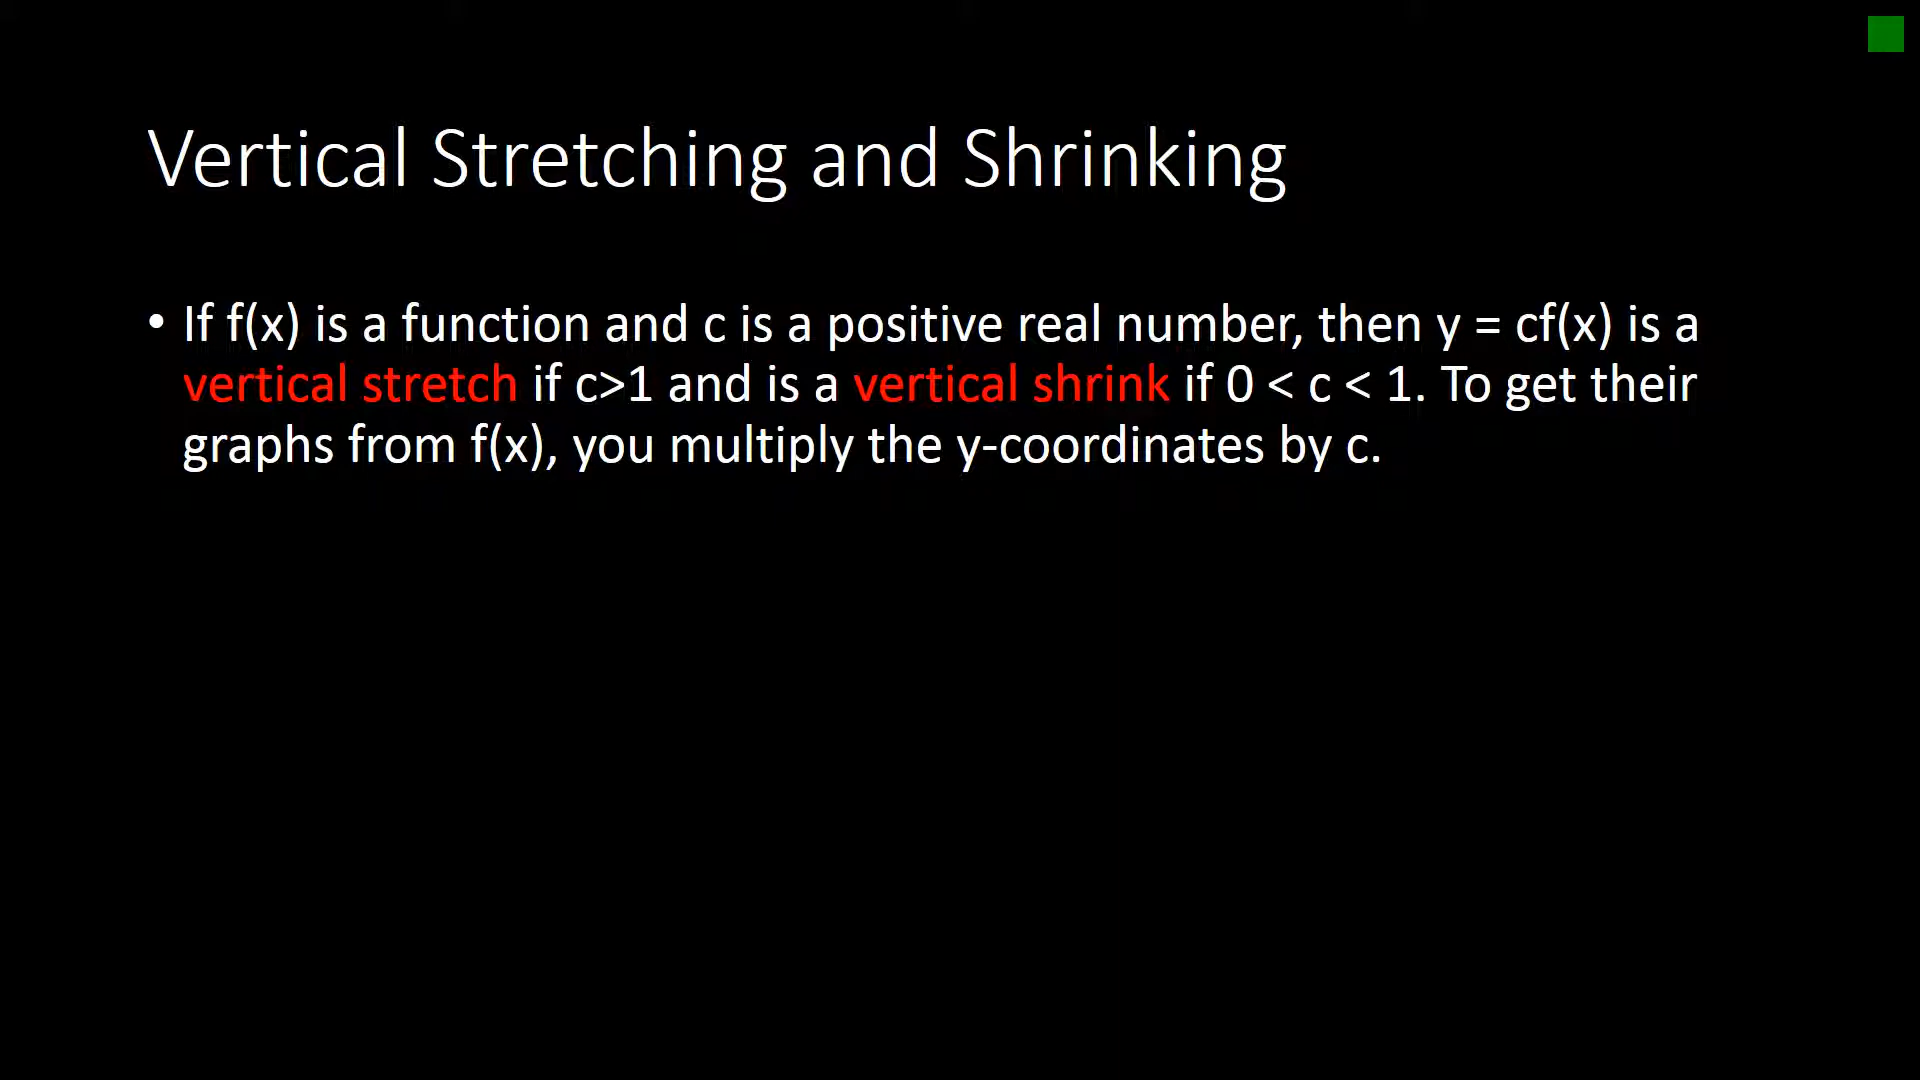 Vertical Stretching and Shrinking
• If f(x) is a function and c is a positive real number, then y = cf(x) is a
vertical stretch if c>1 and is a vertical shrink if 0 < c < 1. To get their
graphs from f(x), you multiply the y-coordinates by c.